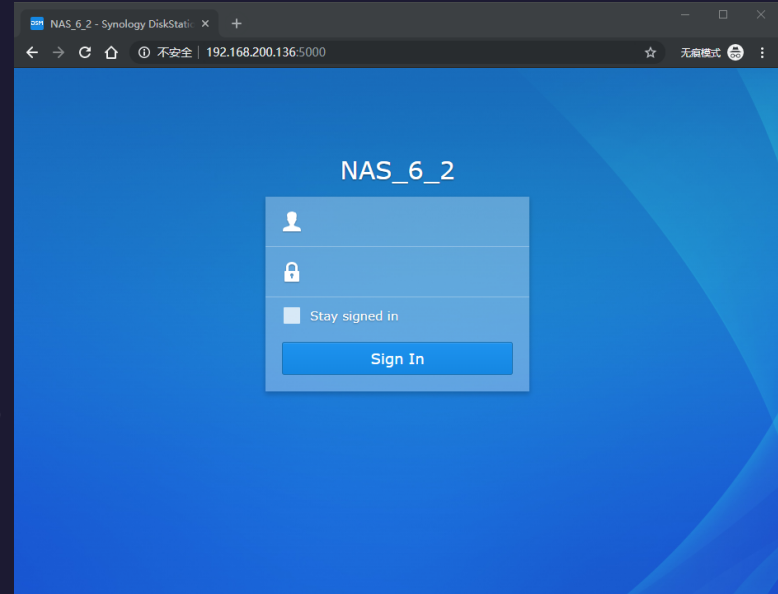 DSM NAS_6_2 - Synology DiskStatio
不安全 192.168.200.136:5000 无痕模式
NAS_6_2
Stay signed in
Sign In